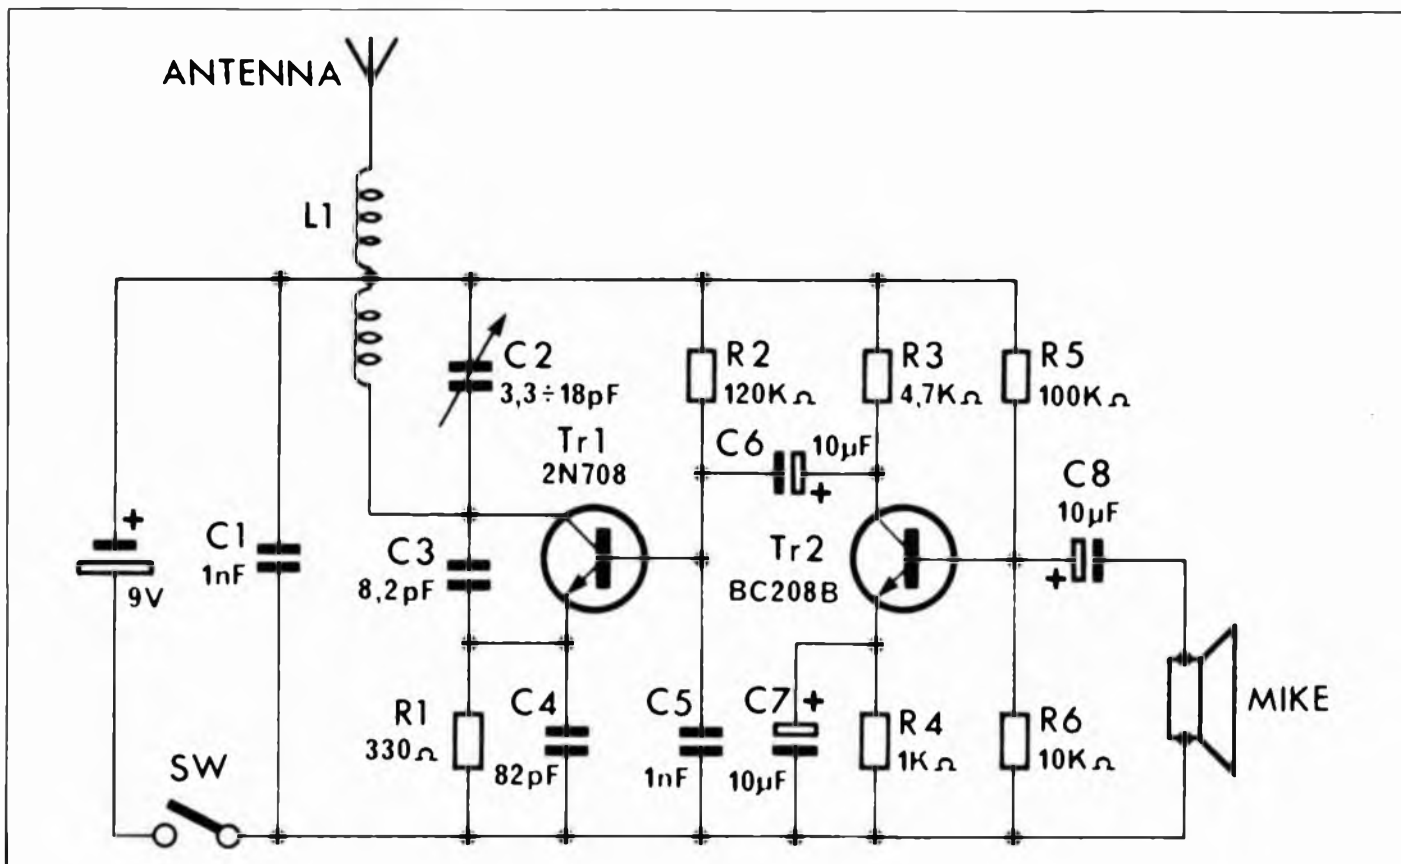 ANTENNA
L1
C2
3,3÷18pF
R2
120KΩ
R3
4,7KΩ
R5
100KΩ
Tr1
2N708
C6
10µF
+
C8
10µF
+
+
9V
C1
1nF
C3
8,2pF
Tr2
BC208B
R1
330Ω
C4
82pF
C5
1nF
C7
+
10µF
R4
1KΩ
R6
10KΩ
MIKE
SW